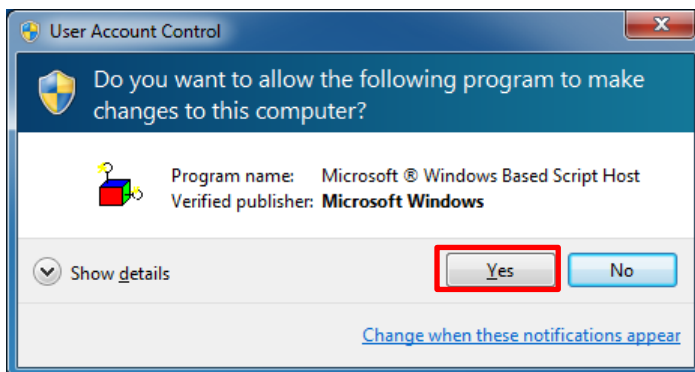 User Account Control
Do you want to allow the following program to make
changes to this computer?
Program name: Microsoft ® Windows Based Script Host
Verified publisher: Microsoft Windows
Show details
Yes
No
Change when these notifications appear